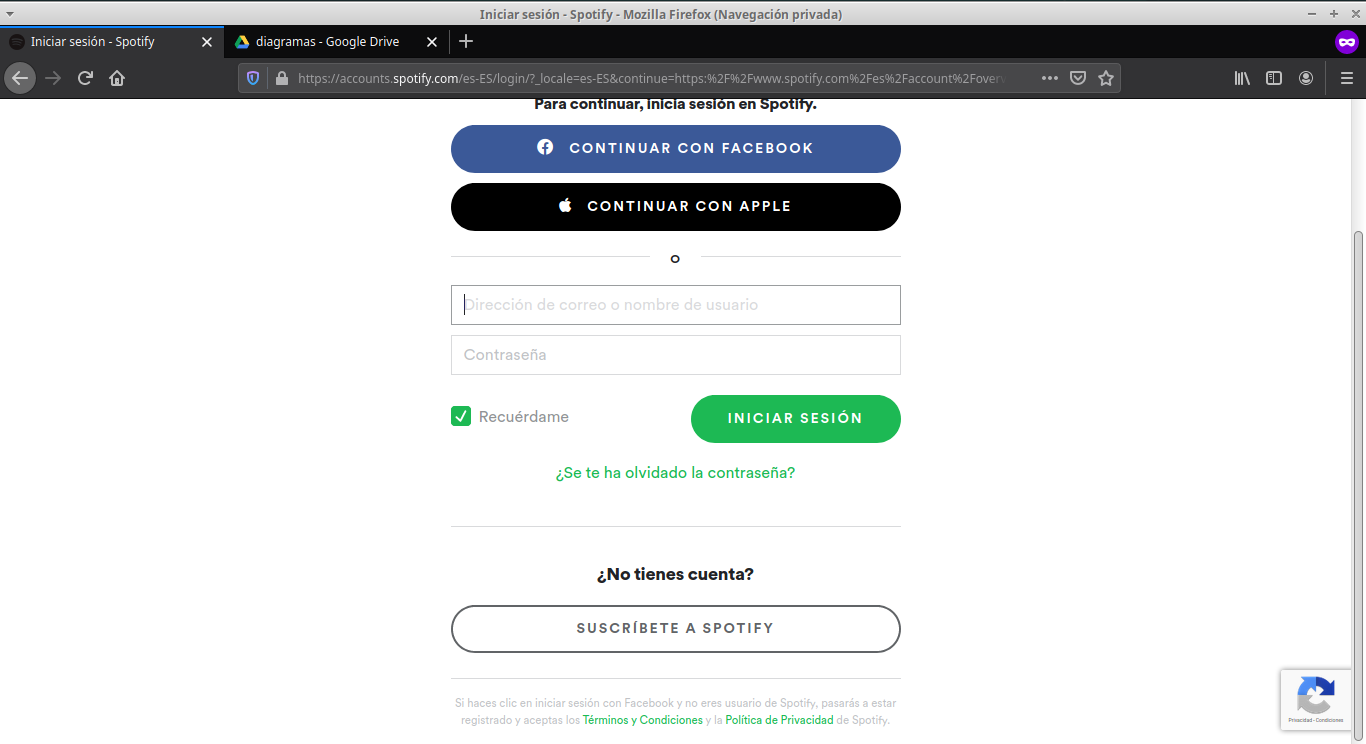 Iniciar sesión - Spotify - Mozilla Firefox (Navegación privada)
Iniciar sesión - Spotify
diagramas - Google Drive
https://accounts.spotify.com/es-ES/login/?_locale=es-ES&continue=https:%2F%2Fwww.spotify.com%2Fes%2Faccount%2Foverv
Para continuar, inicia sesión en Spotify.
CONTINUAR CON FACEBOOK
CONTINUAR CON APPLE
O
Dirección de correo o nombre de usuario
Contraseña
Recuérdame
INICIAR SESIÓN
¿Se te ha olvidado la contraseña?
¿No tienes cuenta?
SUSCRÍBETE A SPOTIFY
Si haces clic en iniciar sesión con Facebook y no eres usuario de Spotify, pasarás a estar
registrado y aceptas los Términos y Condiciones y la Política de Privacidad de Spotify.
Privacidad - Condiciones